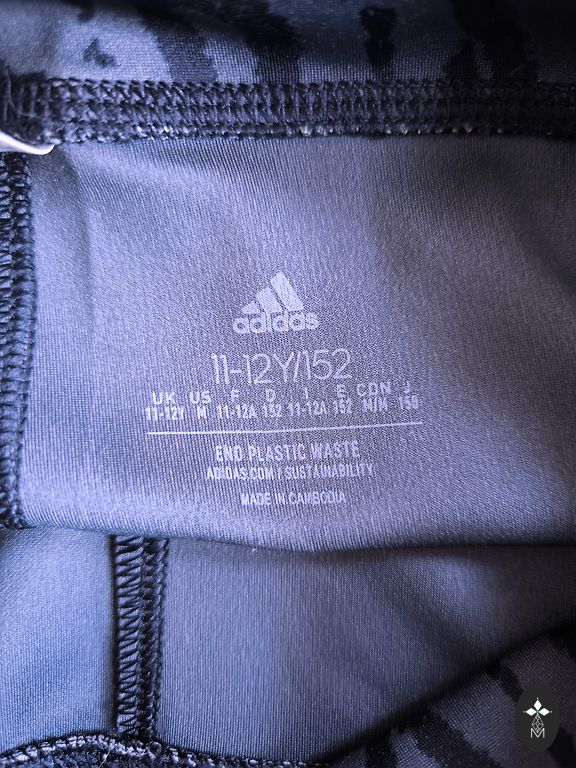 adidas
11-12Y/152
UK US F D I E CDN J
11-12Y M 11-12A 152 11-12A 152 M/M 150
END PLASTIC WASTE
ADIDAS.COM / SUSTAINABILITY
MADE IN CAMBODIA
M